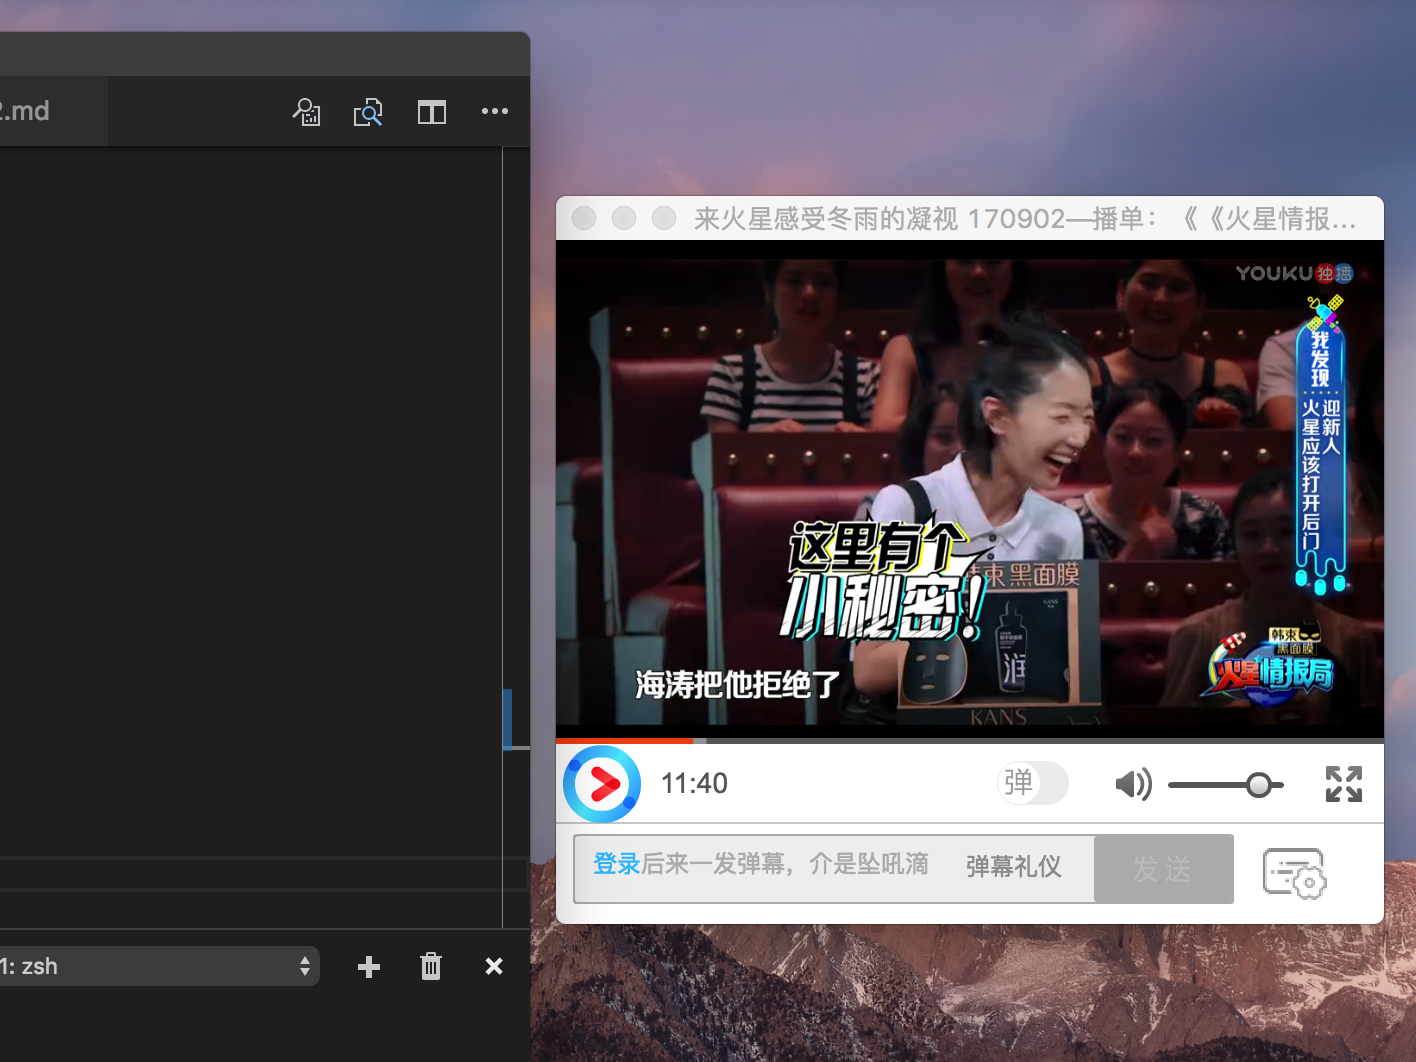 2.md
来火星感受冬雨的凝视 170902—播单：《《火星情报...
YOUKU 独播
我发现
迎新人
火星应该打开后门
这里有个
小秘密!
韩束黑面膜
KANS
润
KANS
海涛把他拒绝了
韩束
黑面膜
火星情报局
11:40
弹
登录后来一发弹幕，介是坠吼滴
弹幕礼仪
发送
1: zsh